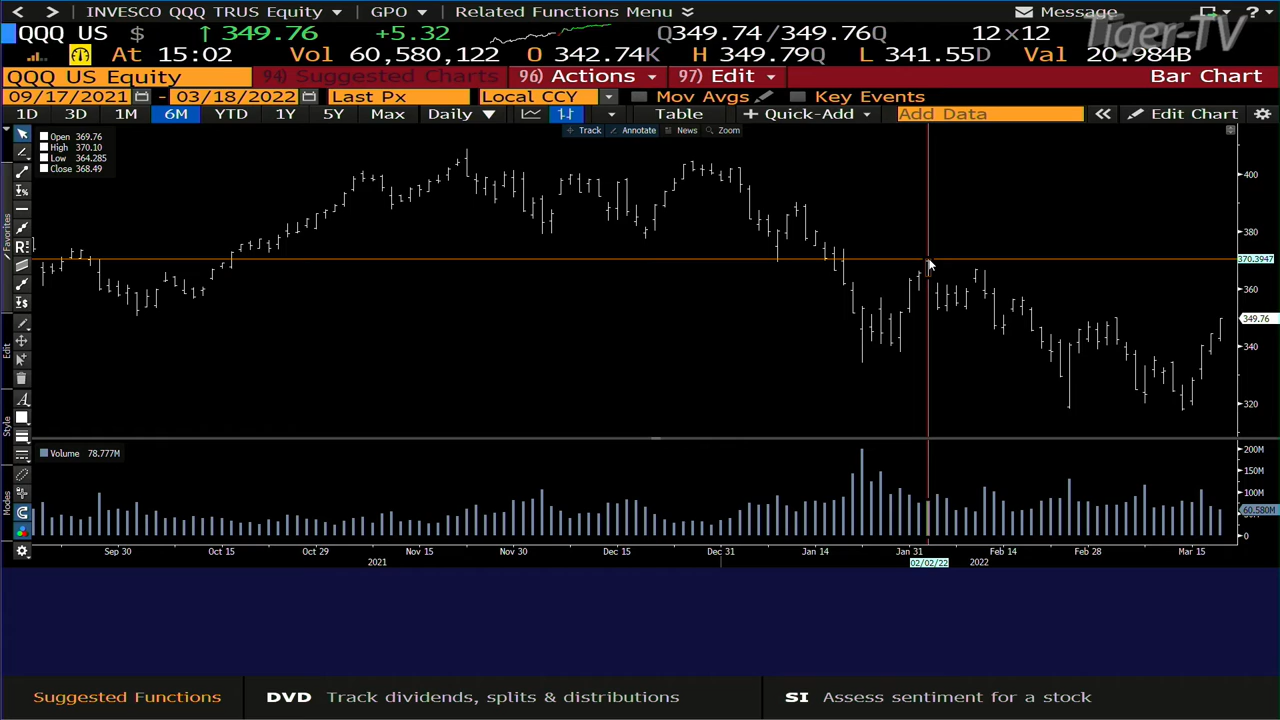 INVESCO QQQ TRUS Equity GPO Related Functions Menu Message ?
Tiger-TV
QQQ US $ ↑ 349.76 +5.32 Q349.74/349.76Q 12×12
At 15:02 Vol 60,580,122 O 342.74K H 349.79Q L 341.55D Val 20.984B
QQQ US Equity 94) Suggested Charts 96) Actions 97) Edit Bar Chart
09/17/2021 - 03/18/2022 Last Px Local CCY Mov Avgs Key Events
1D 3D 1M 6M YTD 1Y 5Y Max Daily ▼ Table + Quick-Add Add Data « Edit Chart
Track Annotate News Zoom
Open 369.76
High 370.10
Low 364.285
Close 368.49
Favorites
Edit
Style
Modes
400
380
370.3947
360
349.76
340
320
Volume 78.777M
200M
150M
100M
60.580M
0
Sep 30 Oct 15 Oct 29 Nov 15 Nov 30 Dec 15 Dec 31 Jan 14 Jan 31 Feb 14 Feb 28 Mar 15
2021 02/02/22 2022
Suggested Functions DVD Track dividends, splits & distributions SI Assess sentiment for a stock